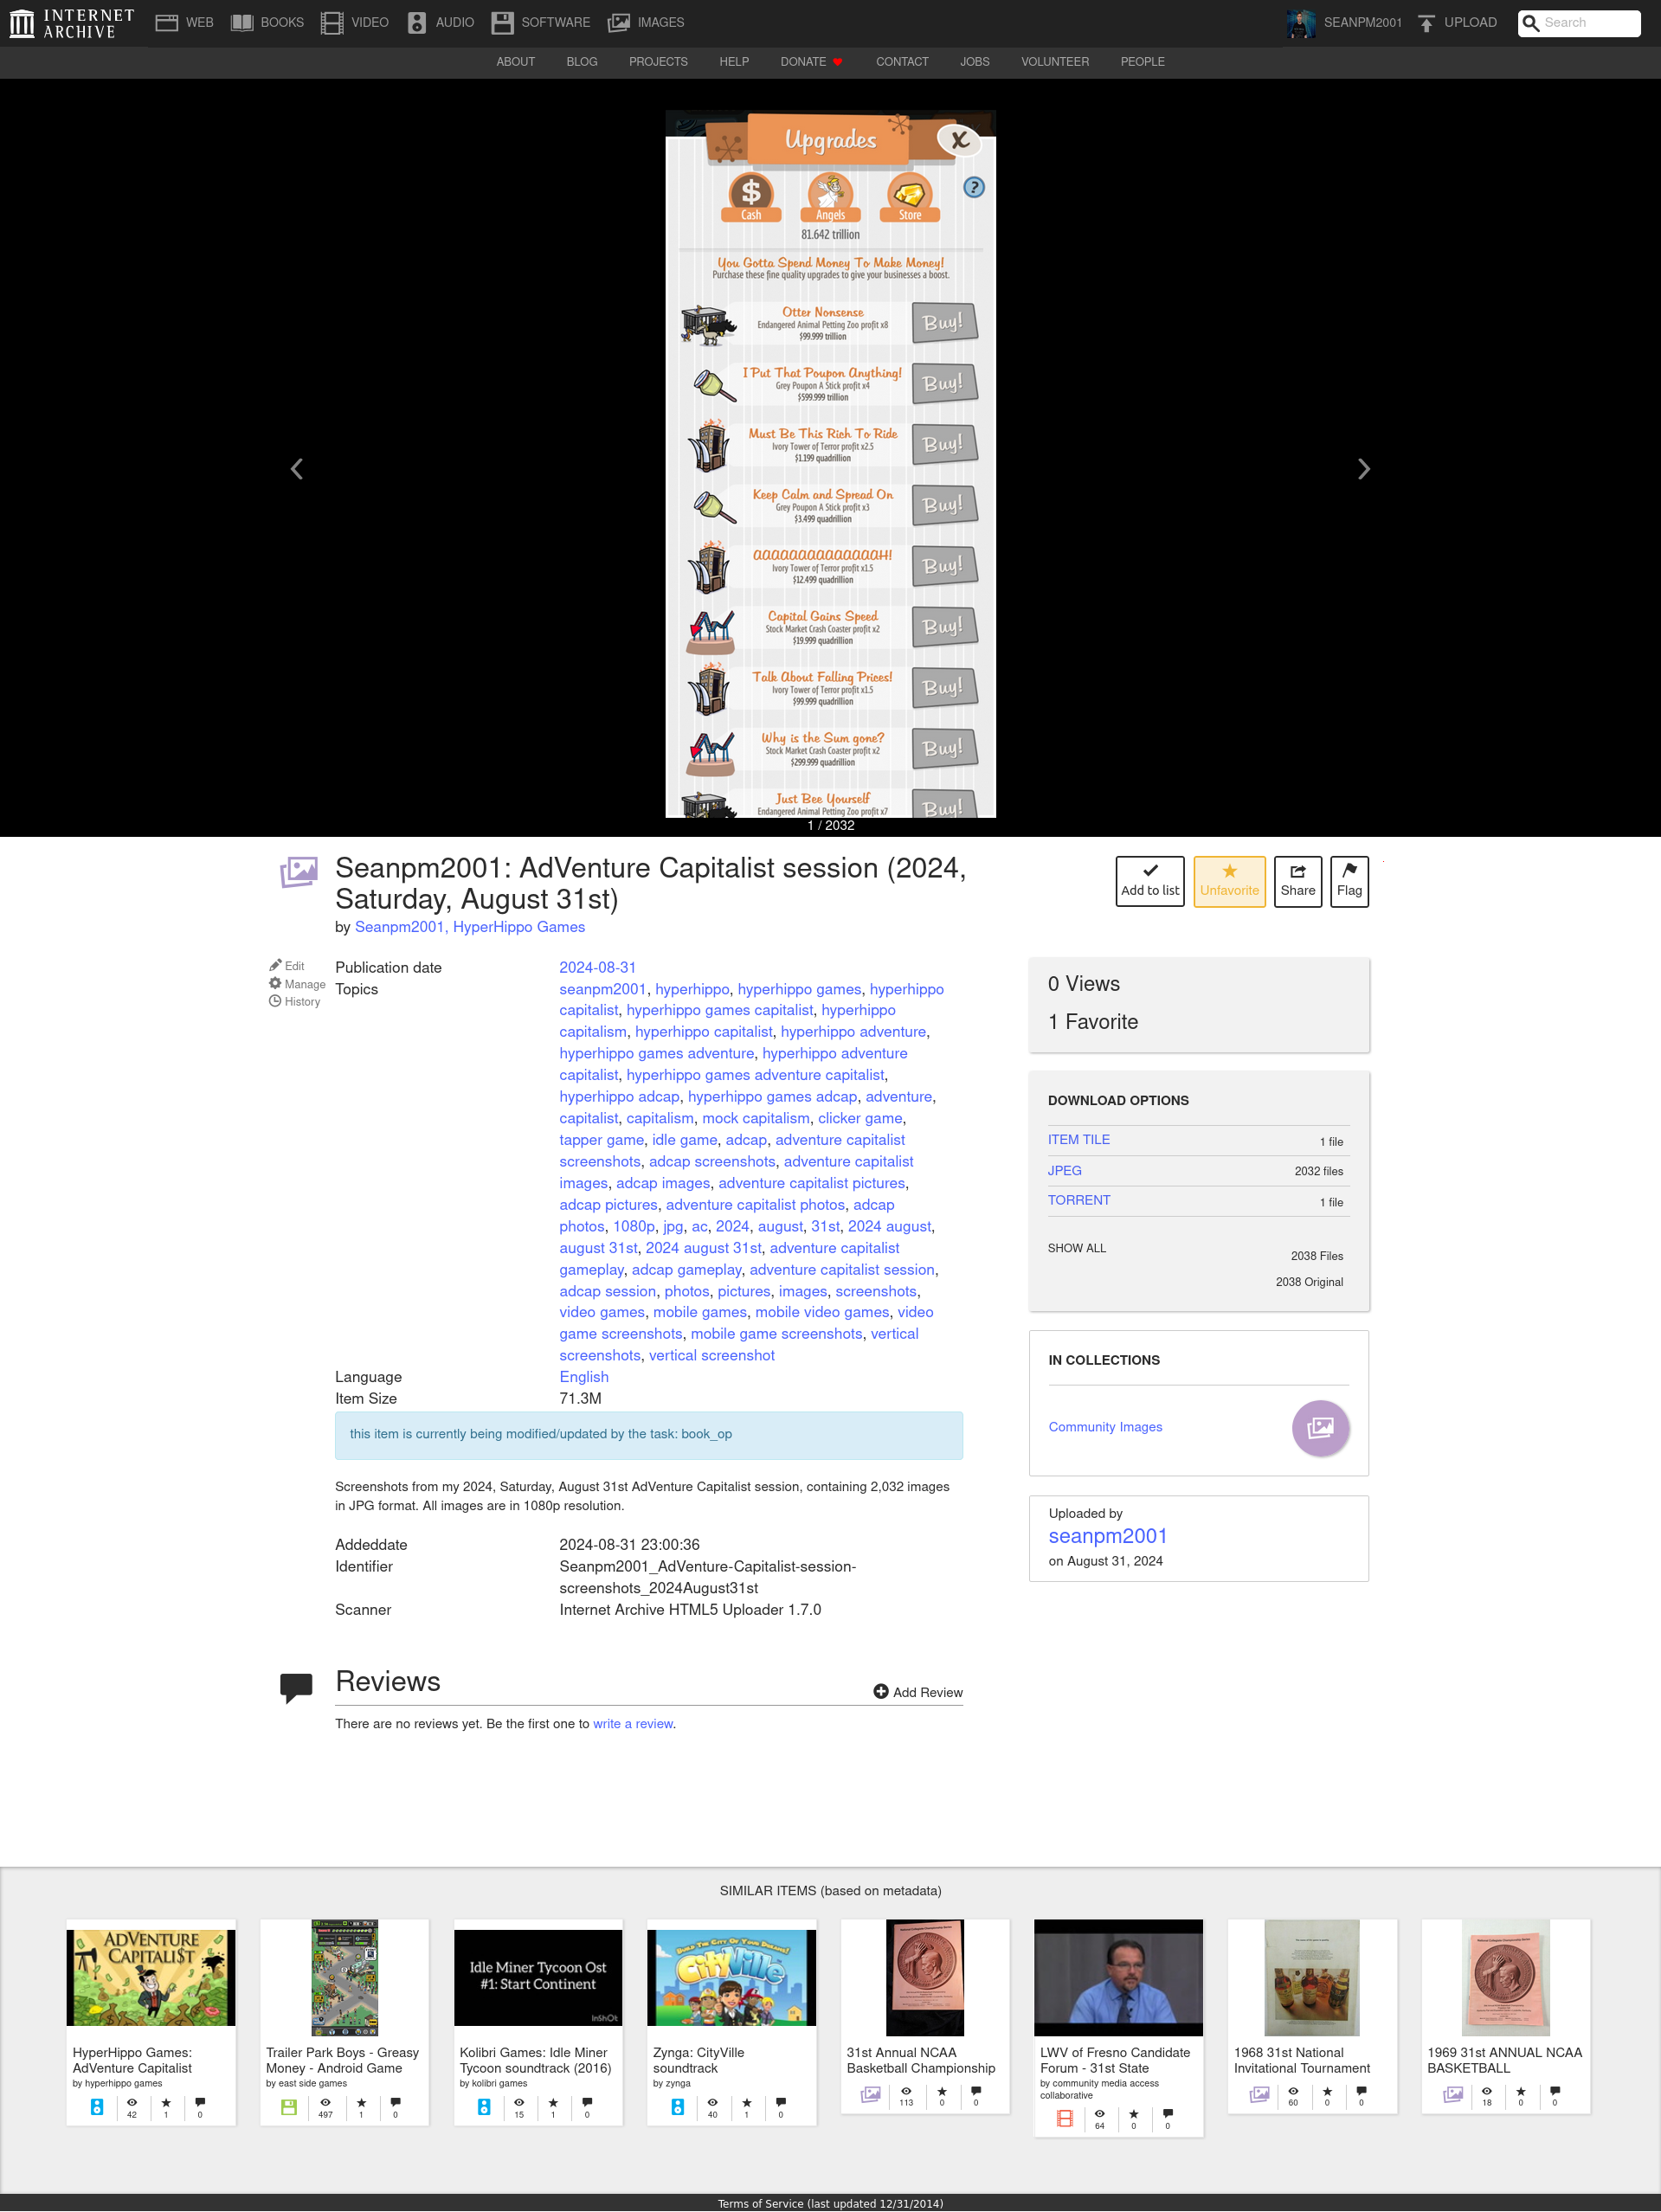 INTERNET
ARCHIVE
WEB
BOOKS
VIDEO
AUDIO
SOFTWARE
IMAGES
SEANPM2001
UPLOAD
Search
ABOUT
BLOG
PROJECTS
HELP
DONATE
CONTACT
JOBS
VOLUNTEER
PEOPLE
Upgrades
X
?
$
Cash
Angels
Store
81.642 trillion
You Gotta Spend Money To Make Money!
Purchase these fine quality upgrades to give your businesses a boost.
Otter Nonsense
Endangered Animal Petting Zoo profit x8
$99.999 trillion
Buy!
I Put That Poupon Anything!
Grey Poupon A Stick profit x4
$599.999 trillion
Buy!
Must Be This Rich To Ride
Ivory Tower of Terror profit x2.5
$1.199 quadrillion
Buy!
Keep Calm and Spread On
Grey Poupon A Stick profit x3
$3.499 quadrillion
Buy!
AAAAAAAAAAAAAAH!
Ivory Tower of Terror profit x1.5
$12.499 quadrillion
Buy!
Capital Gains Speed
Stock Market Crash Coaster profit x2
$19.999 quadrillion
Buy!
Talk About Falling Prices!
Ivory Tower of Terror profit x1.5
$99.999 quadrillion
Buy!
Why is the Sum gone?
Stock Market Crash Coaster profit x2
$299.999 quadrillion
Buy!
Just Bee Yourself
Endangered Animal Petting Zoo profit x7
Buy!
1 / 2032
Seanpm2001: AdVenture Capitalist session (2024,
Saturday, August 31st)
by Seanpm2001, HyperHippo Games
Add to list
Unfavorite
Share
Flag
Edit
Manage
History
Publication date 2024-08-31
Topics seanpm2001, hyperhippo, hyperhippo games, hyperhippo
capitalist, hyperhippo games capitalist, hyperhippo
capitalism, hyperhippo capitalist, hyperhippo adventure,
hyperhippo games adventure, hyperhippo adventure
capitalist, hyperhippo games adventure capitalist,
hyperhippo adcap, hyperhippo games adcap, adventure,
capitalist, capitalism, mock capitalism, clicker game,
tapper game, idle game, adcap, adventure capitalist
screenshots, adcap screenshots, adventure capitalist
images, adcap images, adventure capitalist pictures,
adcap pictures, adventure capitalist photos, adcap
photos, 1080p, jpg, ac, 2024, august, 31st, 2024 august,
august 31st, 2024 august 31st, adventure capitalist
gameplay, adcap gameplay, adventure capitalist session,
adcap session, photos, pictures, images, screenshots,
video games, mobile games, mobile video games, video
game screenshots, mobile game screenshots, vertical
screenshots, vertical screenshot
Language English
Item Size 71.3M
this item is currently being modified/updated by the task: book_op
Screenshots from my 2024, Saturday, August 31st AdVenture Capitalist session, containing 2,032 images
in JPG format. All images are in 1080p resolution.
Addeddate 2024-08-31 23:00:36
Identifier Seanpm2001_AdVenture-Capitalist-session-
screenshots_2024August31st
Scanner Internet Archive HTML5 Uploader 1.7.0
0 Views
1 Favorite
DOWNLOAD OPTIONS
ITEM TILE 1 file
JPEG 2032 files
TORRENT 1 file
SHOW ALL 2038 Files
2038 Original
IN COLLECTIONS
Community Images
Uploaded by
seanpm2001
on August 31, 2024
Reviews
Add Review
There are no reviews yet. Be the first one to write a review.
SIMILAR ITEMS (based on metadata)
ADVENTURE
CAPITALI$T
HyperHippo Games:
AdVenture Capitalist
by hyperhippo games
42 1 0
Trailer Park Boys - Greasy
Money - Android Game
by east side games
497 1 0
Idle Miner Tycoon Ost
#1: Start Continent
InShOt
Kolibri Games: Idle Miner
Tycoon soundtrack (2016)
by kolibri games
15 1 0
BUILD THE CITY OF YOUR DREAMS!
CityVille
Zynga: CityVille
soundtrack
by zynga
40 1 0
31st Annual NCAA
Basketball Championship
113 0 0
LWV of Fresno Candidate
Forum - 31st State
by community media access
collaborative
64 0 0
1968 31st National
Invitational Tournament
60 0 0
1969 31st ANNUAL NCAA
BASKETBALL
18 0 0
Terms of Service (last updated 12/31/2014)